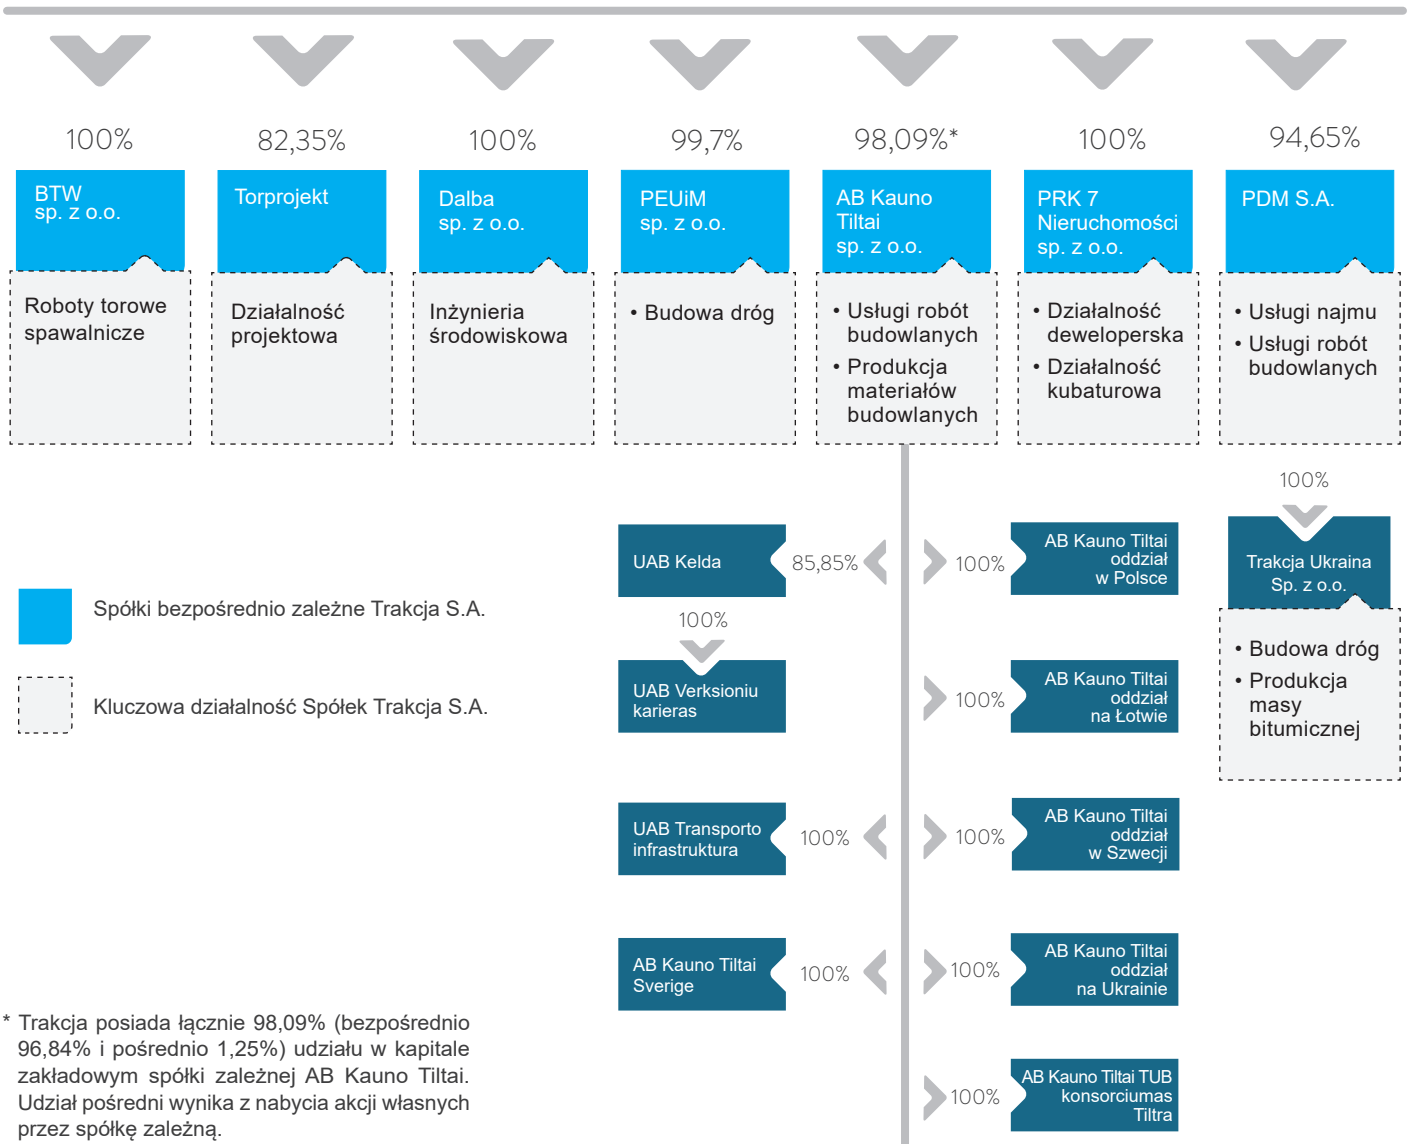 100%
82,35%
100%
99,7%
98,09%*
100%
94,65%
BTW
sp. z o.o.
Torprojekt
Dalba
sp. z o.o.
PEUiM
sp. z o.o.
AB Kauno
Tiltai
sp. z o.o.
PRK 7
Nieruchomości
sp. z o.o.
PDM S.A.
Roboty torowe
spawalnicze
Działalność
projektowa
Inżynieria
środowiskowa
• Budowa dróg
• Usługi robót
budowlanych
• Produkcja
materiałów
budowlanych
• Działalność
deweloperska
• Działalność
kubaturowa
• Usługi najmu
• Usługi robót
budowlanych
100%
Trakcja Ukraina
Sp. z o.o.
• Budowa dróg
• Produkcja
masy
bitumicznej
UAB Kelda
85,85%
100%
AB Kauno Tiltai
oddział
w Polsce
100%
UAB Verksioniu
karieras
100%
AB Kauno Tiltai
oddział
na Łotwie
UAB Transporto
infrastruktura
100%
100%
AB Kauno Tiltai
oddział
w Szwecji
AB Kauno Tiltai
Sverige
100%
100%
AB Kauno Tiltai
oddział
na Ukrainie
100%
AB Kauno Tiltai TUB
konsorciumas
Tiltra
Spółki bezpośrednio zależne Trakcja S.A.
Kluczowa działalność Spółek Trakcja S.A.
* Trakcja posiada łącznie 98,09% (bezpośrednio
96,84% i pośrednio 1,25%) udziału w kapitale
zakładowym spółki zależnej AB Kauno Tiltai.
Udział pośredni wynika z nabycia akcji własnych
przez spółkę zależną.